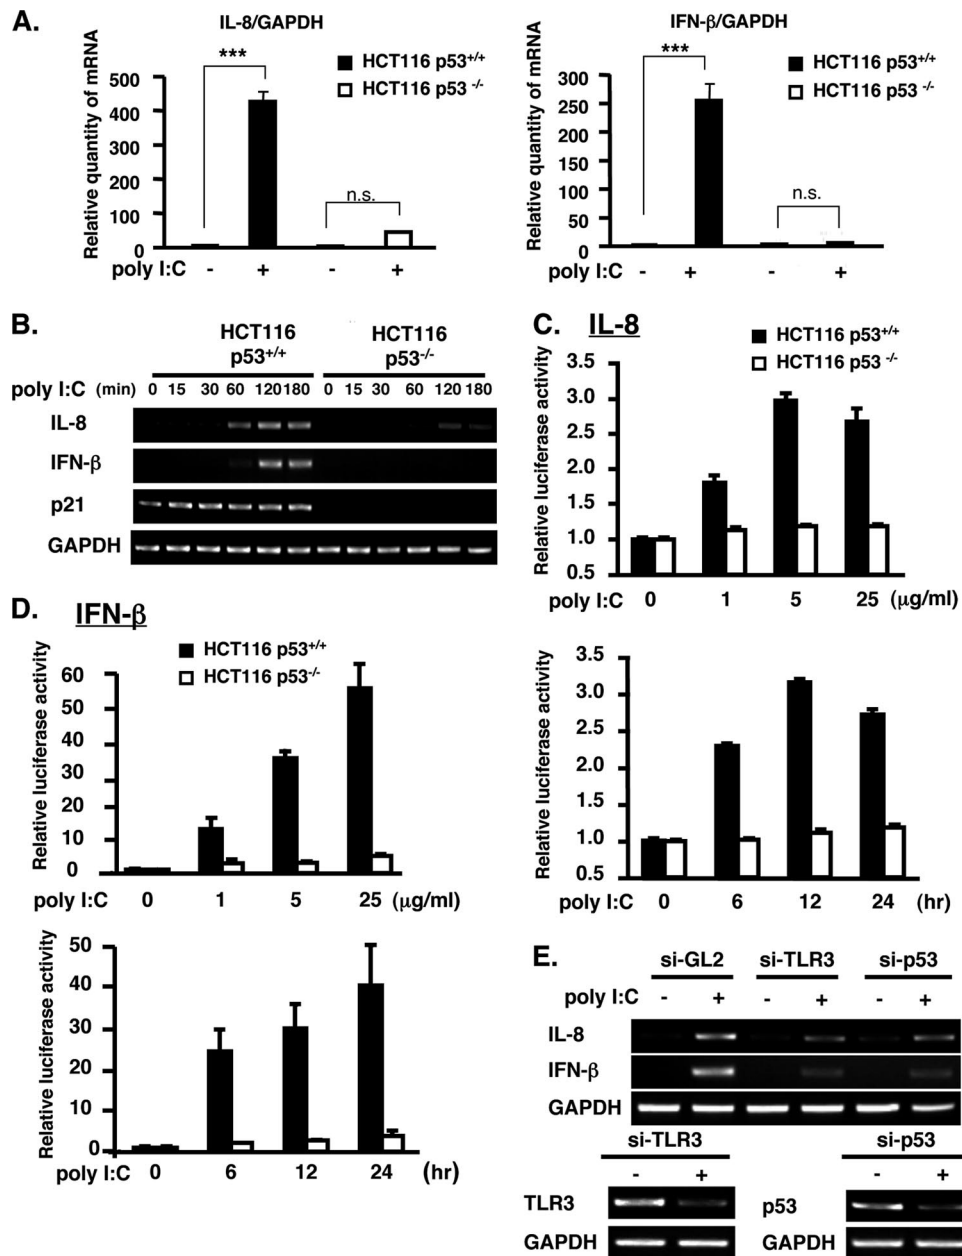 A.
IL-8/GAPDH
Relative quantity of mRNA
500
400
300
200
100
0
***
n.s.
HCT116 p53+/+
HCT116 p53 -/-
poly I:C - + - +
IFN-β/GAPDH
Relative quantity of mRNA
300
250
200
150
100
50
0
***
n.s.
HCT116 p53+/+
HCT116 p53 -/-
poly I:C - + - +
B.
HCT116 HCT116
p53+/+ p53-/-
poly I:C (min) 0 15 30 60 120 180 0 15 30 60 120 180
IL-8
IFN-β
p21
GAPDH
C. IL-8
HCT116 p53+/+
HCT116 p53 -/-
Relative luciferase activity
3.5
3.0
2.5
2.0
1.5
1.0
0.5
poly I:C 0 1 5 25 (μg/ml)
Relative luciferase activity
3.5
3.0
2.5
2.0
1.5
1.0
0.5
poly I:C 0 6 12 24 (hr)
D. IFN-β
HCT116 p53+/+
HCT116 p53-/-
Relative luciferase activity
60
40
30
20
10
0
poly I:C 0 1 5 25 (μg/ml)
Relative luciferase activity
50
40
30
20
10
0
poly I:C 0 6 12 24 (hr)
E.
si-GL2 si-TLR3 si-p53
poly I:C - + - + - +
IL-8
IFN-β
GAPDH
si-TLR3
- +
TLR3
GAPDH
si-p53
- +
p53
GAPDH